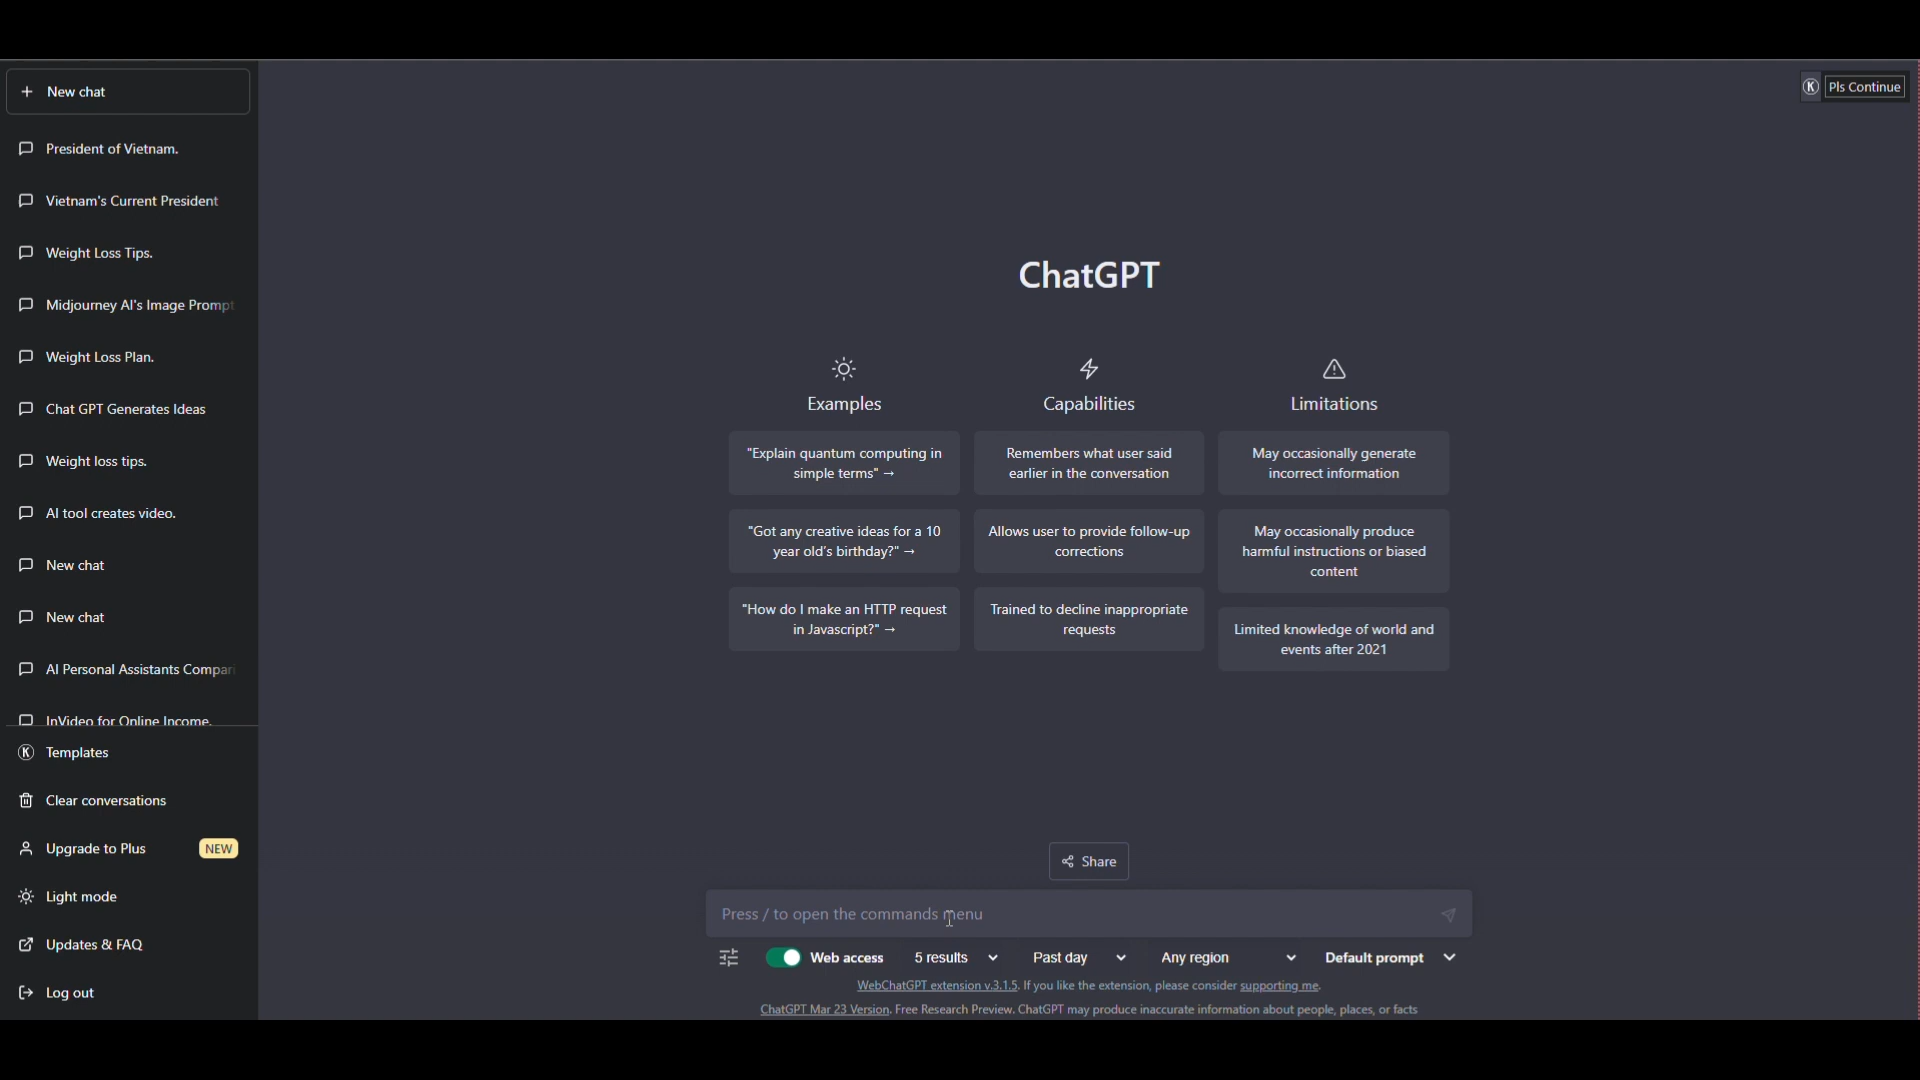 New chat
President of Vietnam.
Vietnam's Current President
Weight Loss Tips.
Midjourney AI's Image Prompt
Weight Loss Plan.
Chat GPT Generates Ideas
Weight loss tips.
AI tool creates video.
New chat
New chat
AI Personal Assistants Compari
InVideo for Online Income.
Templates
Clear conversations
Upgrade to Plus NEW
Light mode
Updates & FAQ
Log out
K Pls Continue
ChatGPT
Examples
"Explain quantum computing in
simple terms" →
"Got any creative ideas for a 10
year old's birthday?" →
"How do I make an HTTP request
in Javascript?" →
Capabilities
Remembers what user said
earlier in the conversation
Allows user to provide follow-up
corrections
Trained to decline inappropriate
requests
Limitations
May occasionally generate
incorrect information
May occasionally produce
harmful instructions or biased
content
Limited knowledge of world and
events after 2021
Share
Press / to open the commands menu
Web access 5 results Past day Any region Default prompt
WebChatGPT extension v.3.1.5. If you like the extension, please consider supporting me.
ChatGPT Mar 23 Version. Free Research Preview. ChatGPT may produce inaccurate information about people, places, or facts